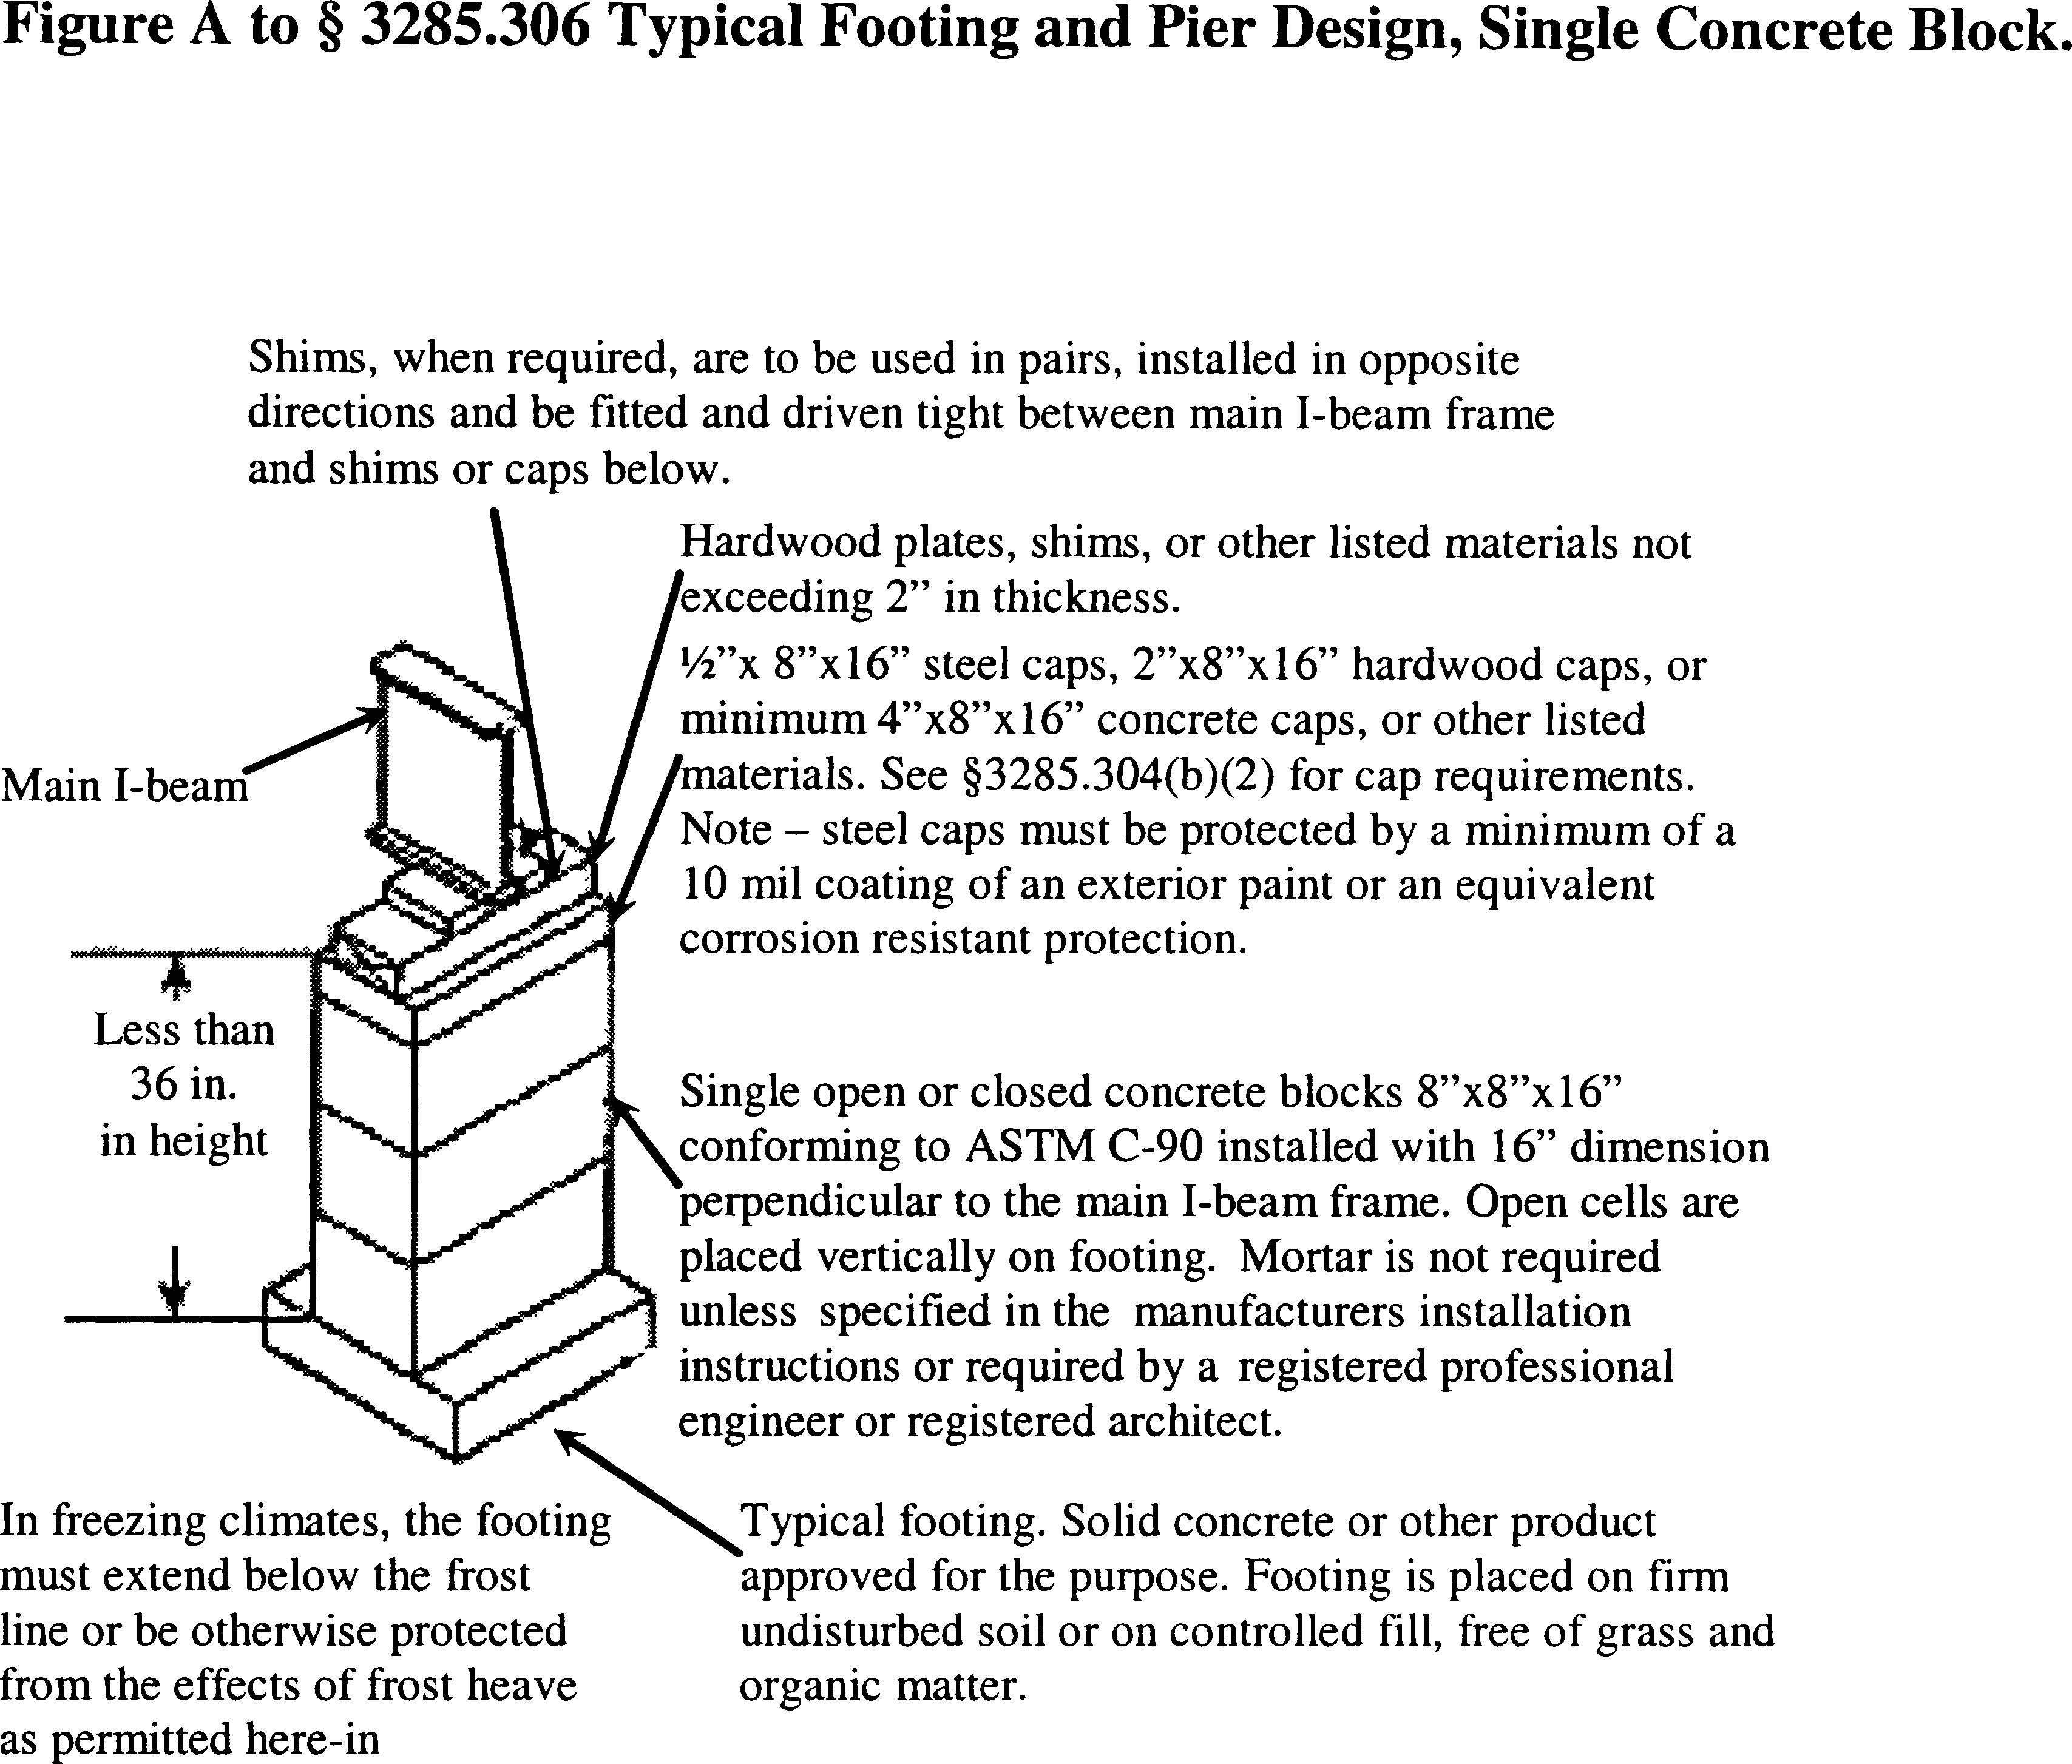 Figure A to § 3285.306 Typical Footing and Pier Design, Single Concrete Block.
Shims, when required, are to be used in pairs, installed in opposite
directions and be fitted and driven tight between main I-beam frame
and shims or caps below.
Hardwood plates, shims, or other listed materials not
exceeding 2” in thickness.
½”x 8”x16” steel caps, 2”x8”x16” hardwood caps, or
minimum 4”x8”x16” concrete caps, or other listed
materials. See §3285.304(b)(2) for cap requirements.
Note – steel caps must be protected by a minimum of a
10 mil coating of an exterior paint or an equivalent
corrosion resistant protection.
Main I-beam
Less than
36 in.
in height
Single open or closed concrete blocks 8”x8”x16”
conforming to ASTM C-90 installed with 16” dimension
perpendicular to the main I-beam frame. Open cells are
placed vertically on footing. Mortar is not required
unless specified in the manufacturers installation
instructions or required by a registered professional
engineer or registered architect.
In freezing climates, the footing
must extend below the frost
line or be otherwise protected
from the effects of frost heave
as permitted here-in
Typical footing. Solid concrete or other product
approved for the purpose. Footing is placed on firm
undisturbed soil or on controlled fill, free of grass and
organic matter.